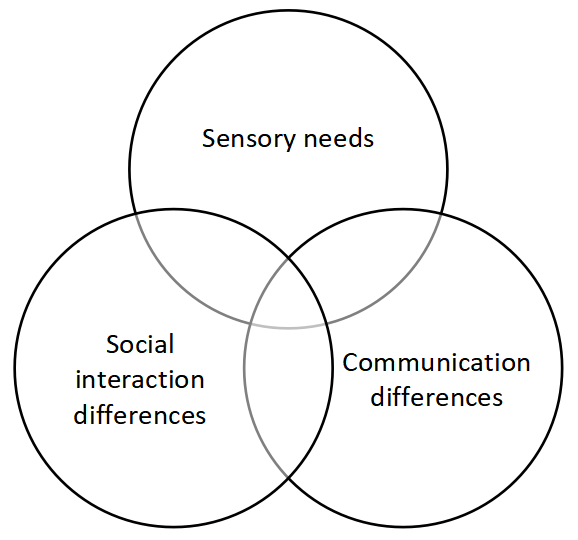 Sensory needs
Social
interaction
differences
Communication
differences